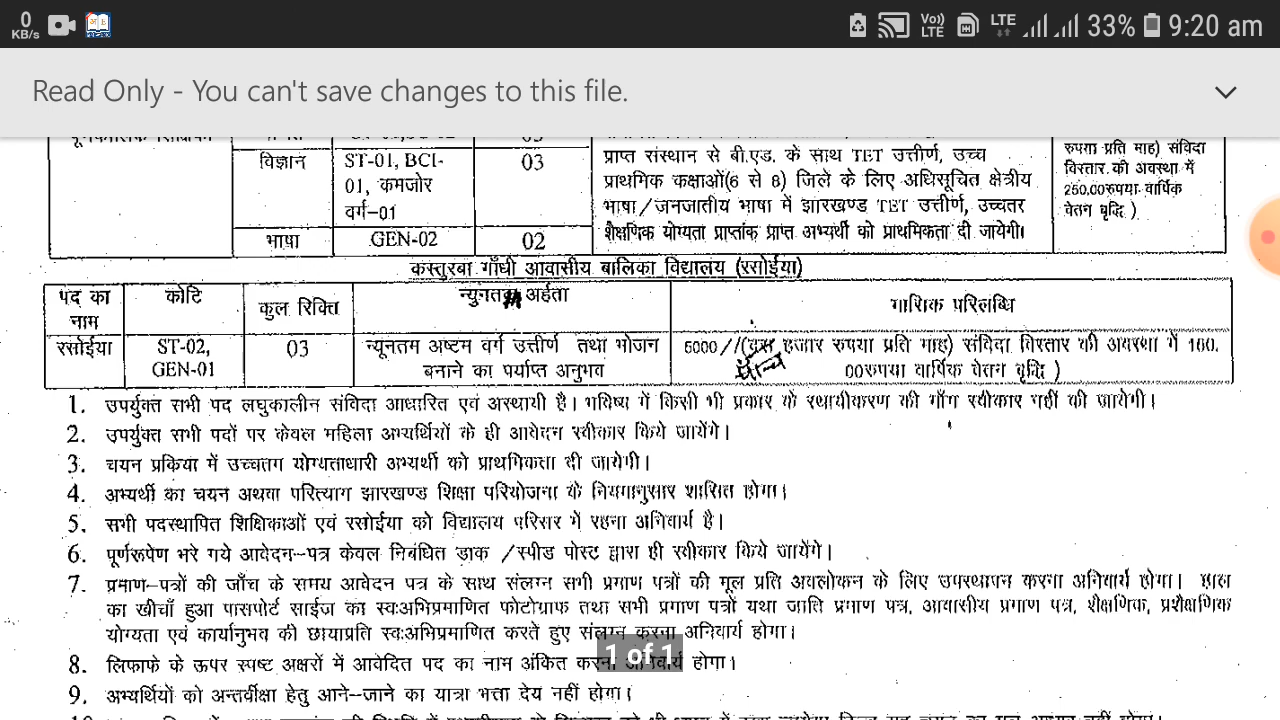 0
KB/s
Vo))
LTE
LTE
33%
9:20 am
Read Only - You can't save changes to this file.
विज्ञान
ST-01, BCI-
01, कमजोर
वर्ग-01
03
प्राप्त संस्थान से बी.एड. के साथ TET उत्तीर्ण, उच्च
प्राथमिक कक्षाओं(6 से 8) जिले के लिए अधिसूचित क्षेत्रीय
भाषा/जनजातीय भाषा में झारखण्ड TET उत्तीर्ण, उच्चतर
शैक्षणिक योग्यता प्राप्तांक प्राप्त अभ्यर्थी को प्राथमिकता दी जायेगी।
रुपया प्रति माह) संविदा
विस्तार की अवस्था में
250.00रुपया वार्षिक
वेतन वृद्धि )
भाषा
GEN-02
02
कस्तुरबा गाँधी आवासीय बालिका विद्यालय (रसोईया)
पद का
नाम
कोटि
कुल रिक्ति
अर्हता
मासिक परिलब्धि
रसोईया
ST-02,
GEN-01
03
न्यूनतम अष्टम वर्ग उत्तीर्ण तथा भोजन
बनाने का पर्याप्त अनुभव
5000 //( हजार रुपया प्रति माह) संविदा विस्तार की अवस्था में 100.
00रुपया वार्षिक वेतन वृद्धि )
1. उपर्युक्त सभी पद लघुकालीन संविदा आधारित एवं अस्थायी है। भविष्य में किसी भी प्रकार के स्थायीकरण की माँग स्वीकार नहीं की जायेगी।
2. उपर्युक्त सभी पदों पर केवल महिला अभ्यर्थियों के ही आवेदन स्वीकार किये जायेंगे।
3. चयन प्रकिया में उच्चतम योग्यताधारी अभ्यर्थी को प्राथमिकता दी जायेगी।
4. अभ्यर्थी का चयन अथवा परित्याग झारखण्ड शिक्षा परियोजना के नियमानुसार शासित होगा।
5. सभी पदस्थापित शिक्षिकाओं एवं रसोईया को विद्यालय परिसर में रहना अनिवार्य है।
6. पूर्णरूपेण भरे गये आवेदन-पत्र केवल निबंधित डाक /स्पीड पोस्ट द्वारा ही स्वीकार किये जायेंगे।
7. प्रमाण-पत्रों की जाँच के समय आवेदन पत्र के साथ संलग्न सभी प्रमाण पत्रों की मूल प्रति अवलोकन के लिए उपस्थापन करना अनिवार्य होगा। हाल
का खीचाँ हुआ पासपोर्ट साईज का स्वःअभिप्रमाणित फोटोग्राफ तथा सभी प्रमाण पत्रों यथा जाति प्रमाण पत्र, आवासीय प्रमाण पत्र, शैक्षणिक, प्रशैक्षणिक
योग्यता एवं कार्यानुभव की छायाप्रति स्वःअभिप्रमाणित करते हुए संलग्न करना अनिवार्य होगा।
8. लिफाफे के ऊपर स्पष्ट अक्षरों में आवेदित पद का नाम अंकित करना अनिवार्य होगा।
1 of 1
9. अभ्यर्थियों को अन्तर्वीक्षा हेतु आने-जाने का यात्रा भत्ता देय नहीं होगा।